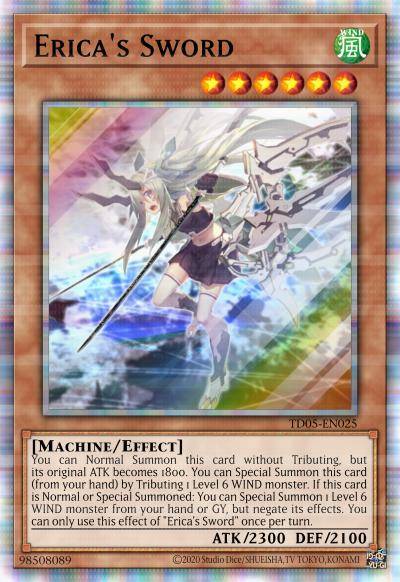 ERICA'S SWORD
WIND
風
TD05-EN025
[MACHINE/EFFECT]
You can Normal Summon this card without Tributing, but
its original ATK becomes 1800. You can Special Summon this card
(from your hand) by Tributing 1 Level 6 WIND monster. If this card
is Normal or Special Summoned: You can Special Summon 1 Level 6
WIND monster from your hand or GY, but negate its effects. You
can only use this effect of "Erica's Sword" once per turn.
ATK/2300 DEF/2100
98508089
©2020 Studio Dice/SHUEISHA,TV TOKYO,KONAMI